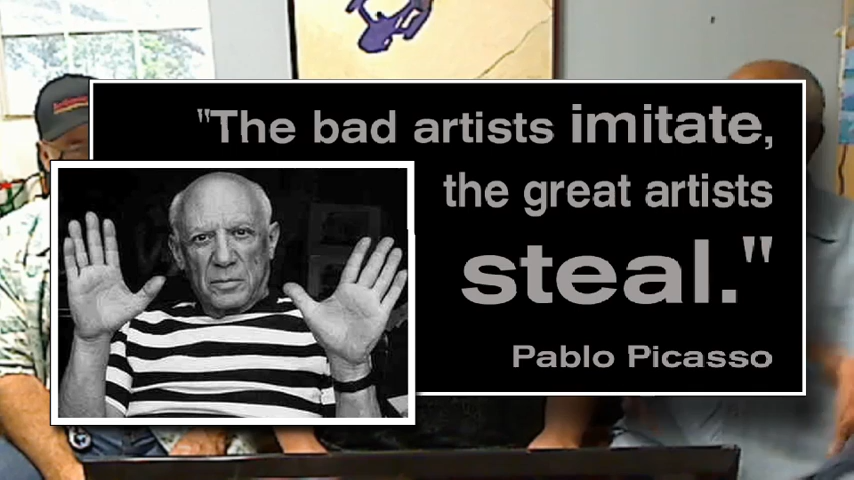 "The bad artists imitate,
the great artists
steal."
Pablo Picasso